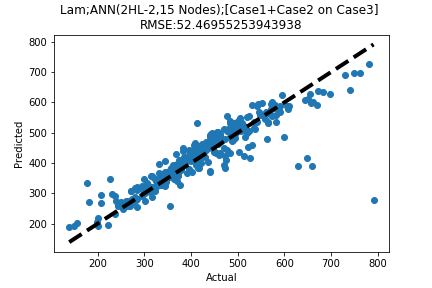 Lam;ANN(2HL-2,15 Nodes);[Case1+Case2 on Case3]
RMSE:52.46955253943938
800
700
600
500
400
300
200
Predicted
200 300 400 500 600 700 800
Actual